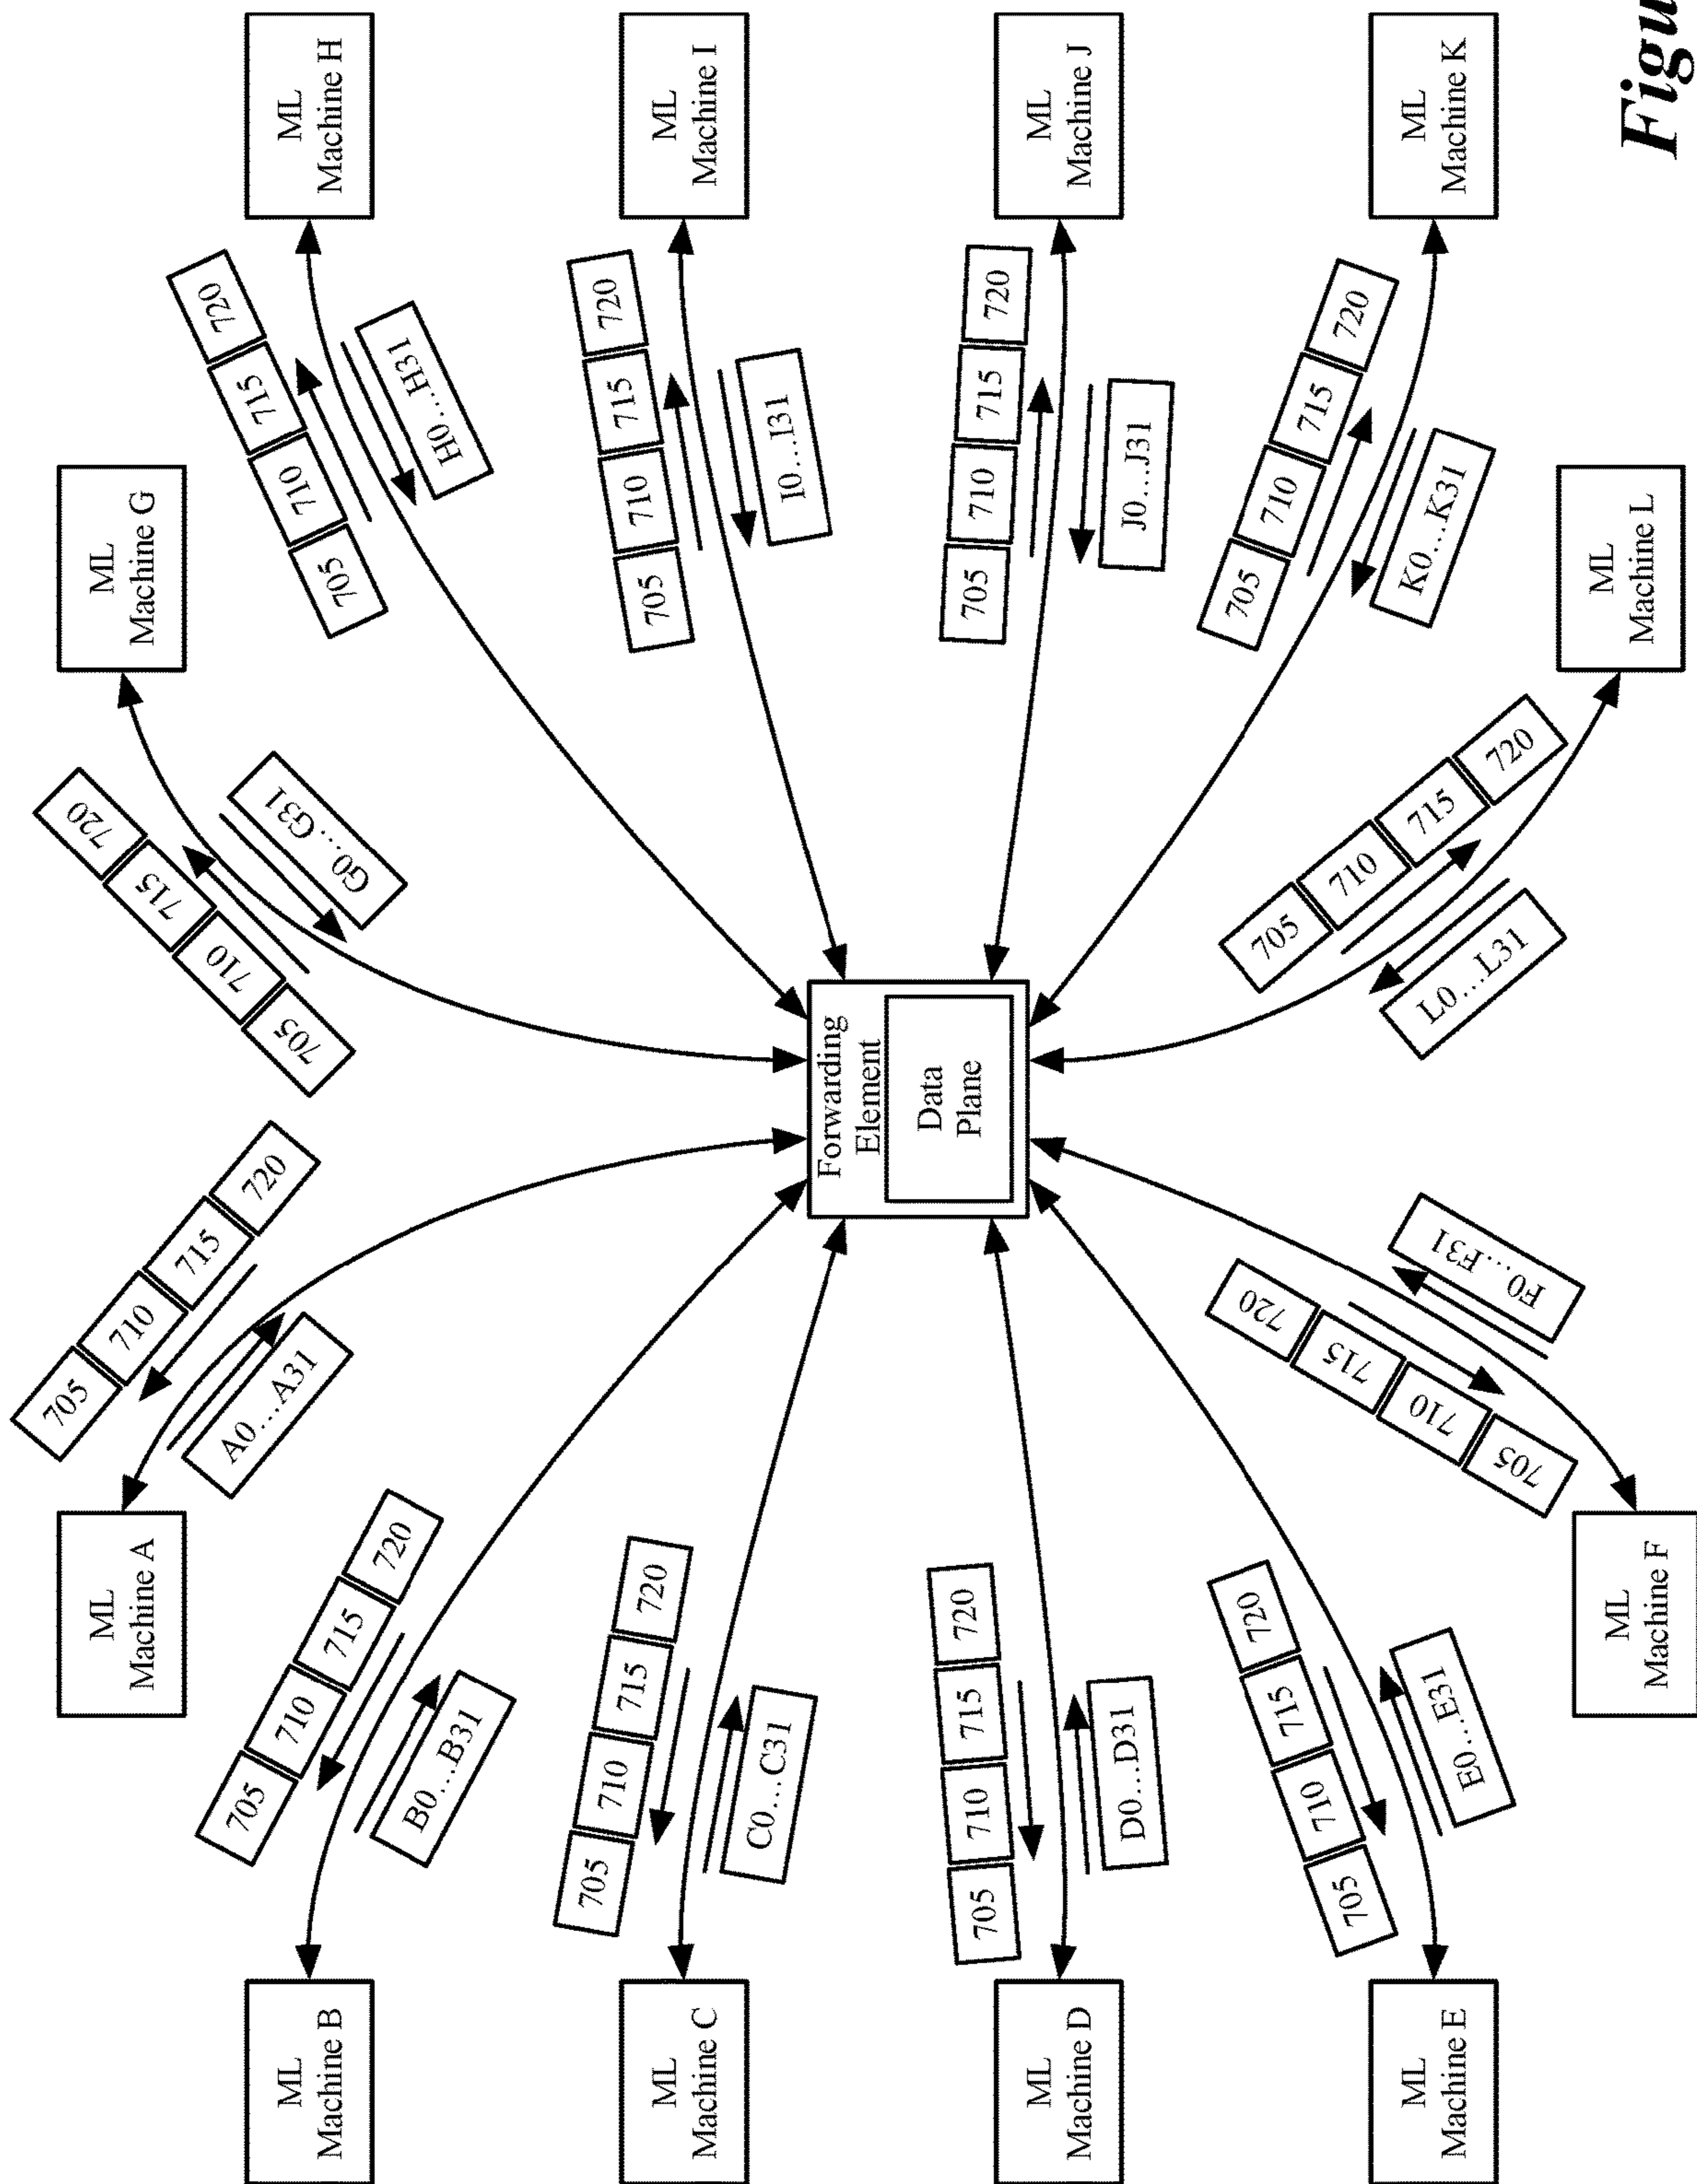 ML
Machine A
705
710
715
720
A0...A31
ML
Machine G
705
710
715
720
G0...G31
ML
Machine B
705
710
715
720
B0...B31
ML
Machine H
705
710
715
720
H0...H31
ML
Machine C
705
710
715
720
C0...C31
ML
Machine I
705
710
715
720
I0...I31
Forwarding
Element
Data
Plane
ML
Machine D
705
710
715
720
D0...D31
ML
Machine J
705
710
715
720
J0...J31
ML
Machine E
705
710
715
720
E0...E31
ML
Machine K
705
710
715
720
K0...K31
ML
Machine F
705
710
715
720
F0...F31
ML
Machine L
705
710
715
720
L0...L31
Figu